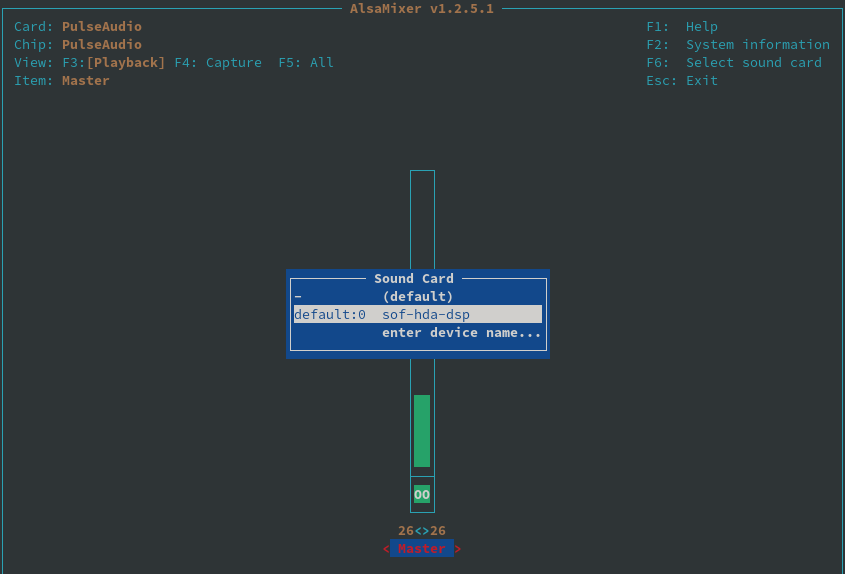 AlsaMixer v1.2.5.1
Card: PulseAudio
F1: Help
Chip: PulseAudio
F2: System information
View: F3:[Playback] F4: Capture F5: All
F6: Select sound card
Item: Master
Esc: Exit
Sound Card
- (default)
default:0 sof-hda-dsp
enter device name...
OO
26<>26
< Master >